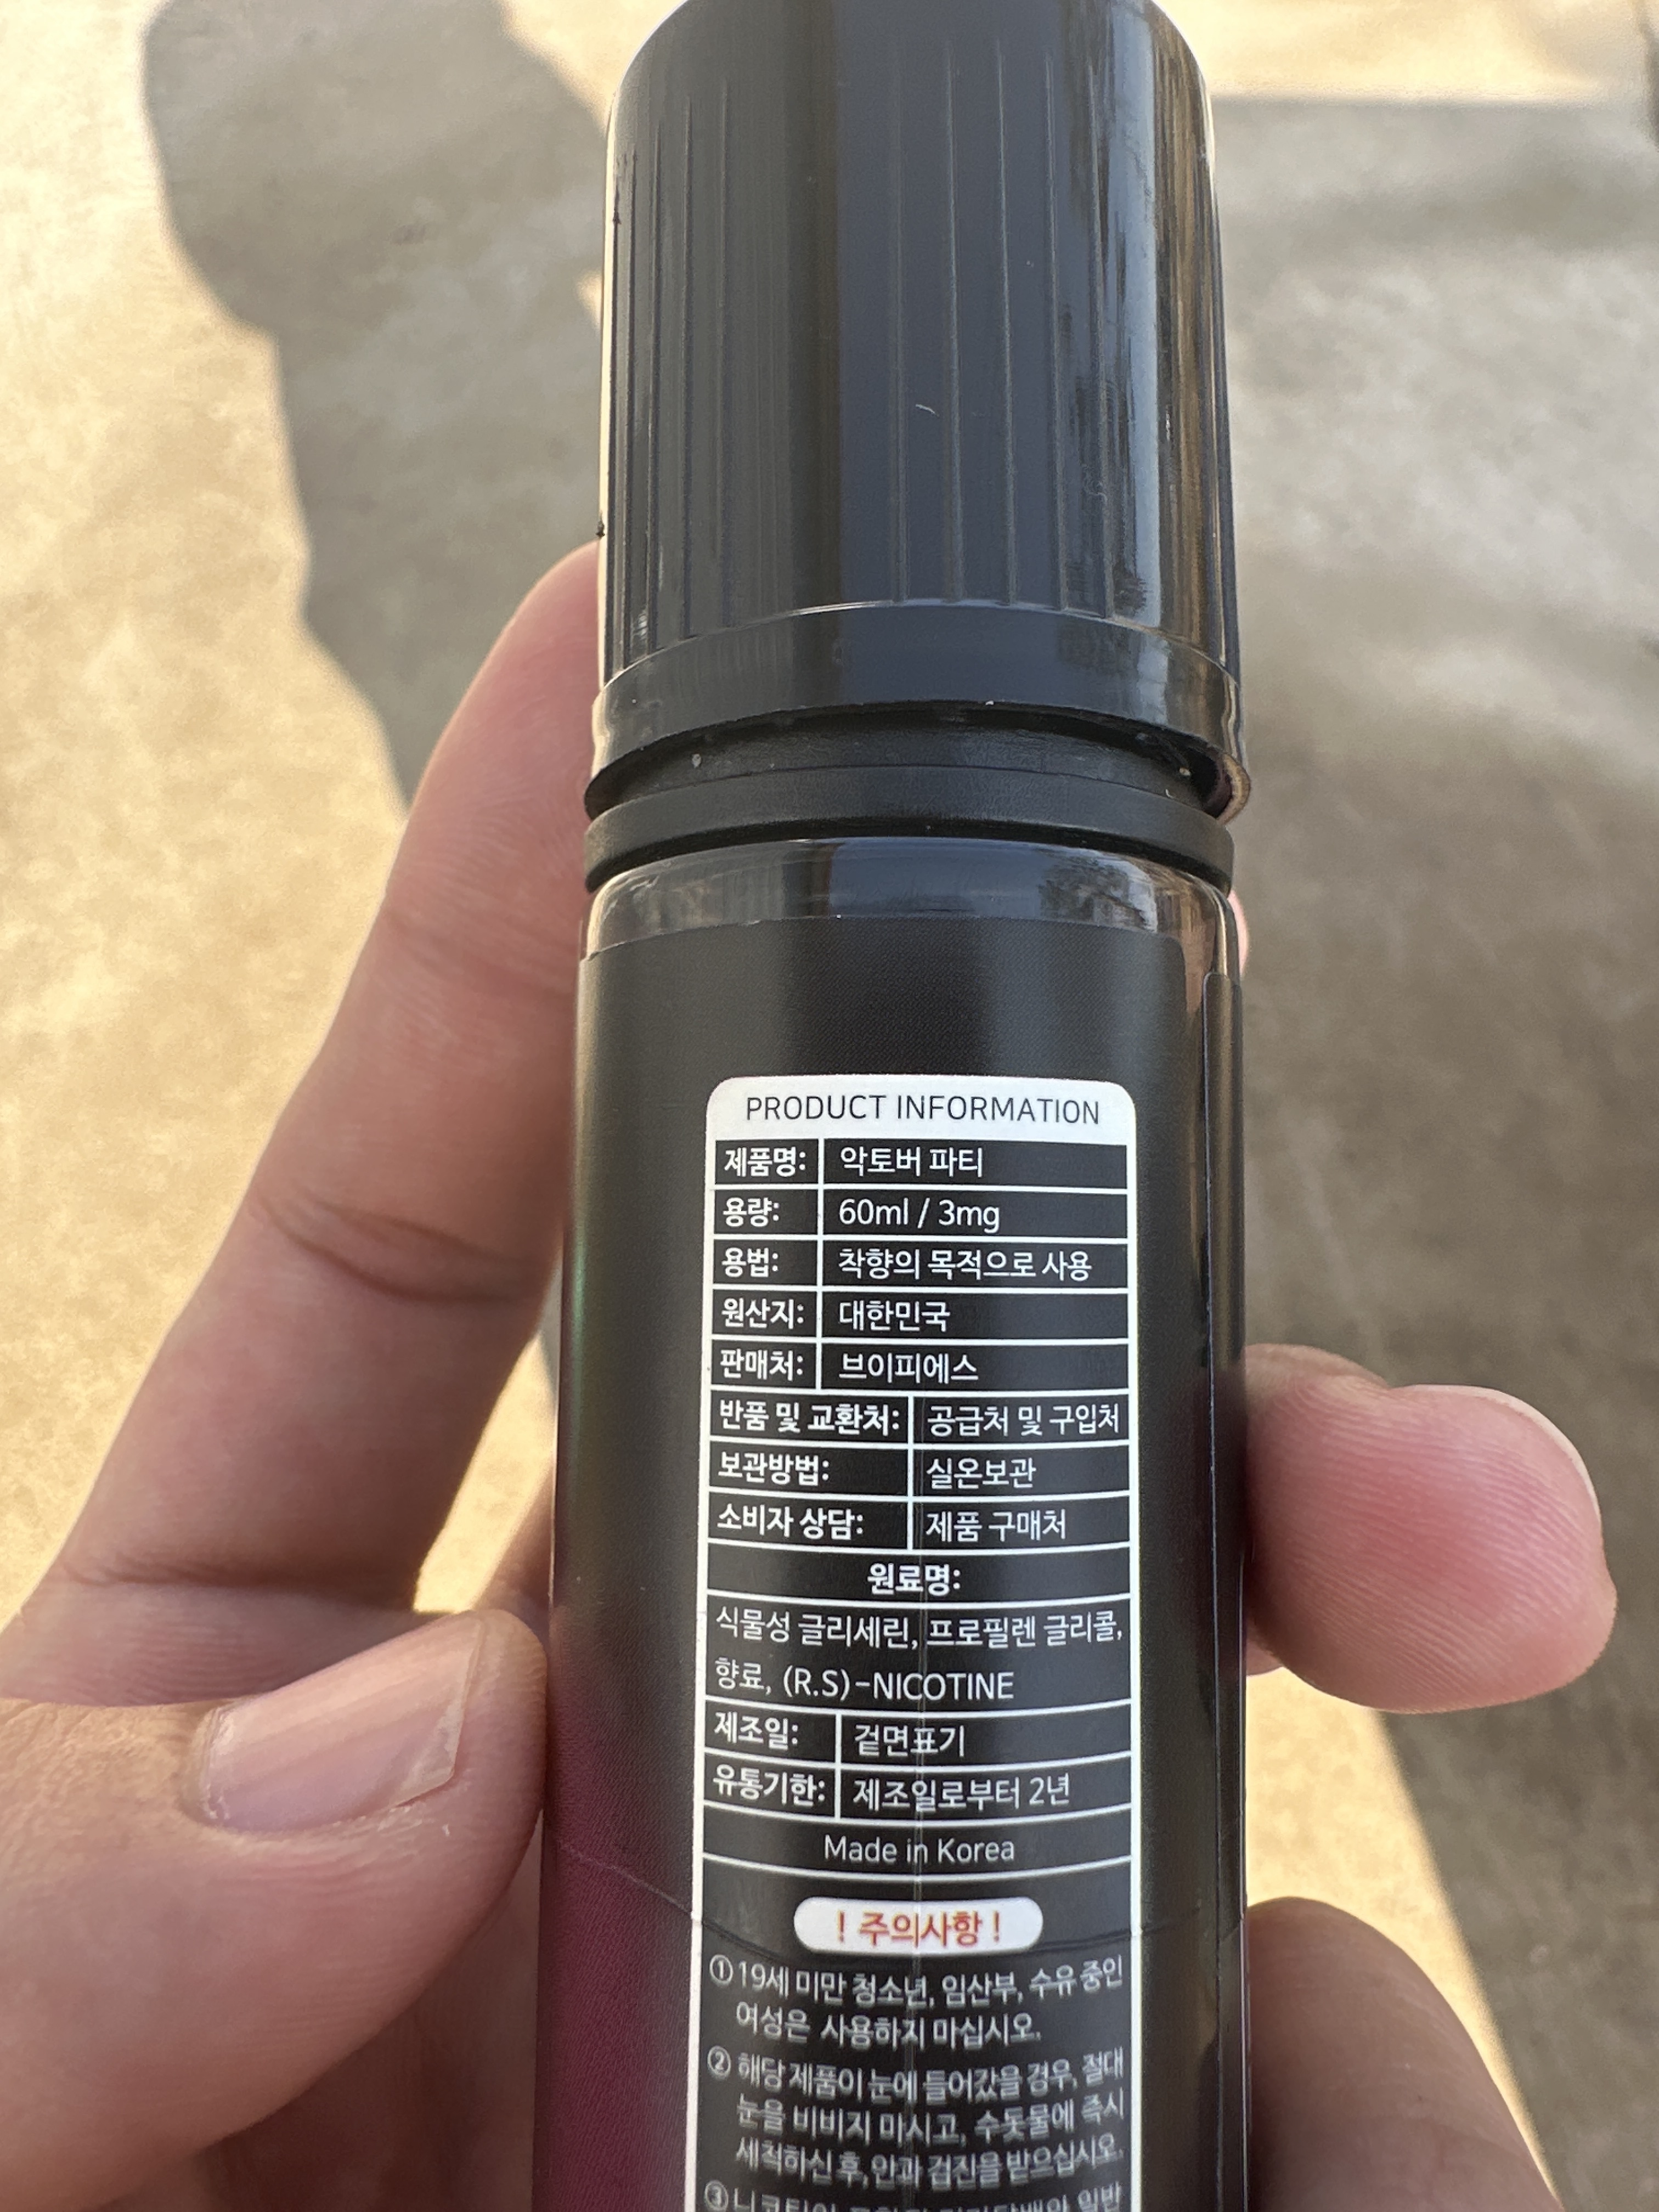 PRODUCT INFORMATION
제품명: 악토버 파티
용량: 60ml / 3mg
용법: 착향의 목적으로 사용
원산지: 대한민국
판매처: 브이피에스
반품 및 교환처: 공급처 및 구입처
보관방법: 실온보관
소비자 상담: 제품 구매처
원료명:
식물성 글리세린, 프로필렌 글리콜,
향료, (R.S)-NICOTINE
제조일: 겉면표기
유통기한: 제조일로부터 2년
Made in Korea
! 주의사항 !
① 19세 미만 청소년, 임산부, 수유 중인
여성은 사용하지 마십시오.
② 해당 제품이 눈에 들어갔을 경우, 절대
눈을 비비지 마시고, 수돗물에 즉시
세척하신 후, 안과 검진을 받으십시오.
③